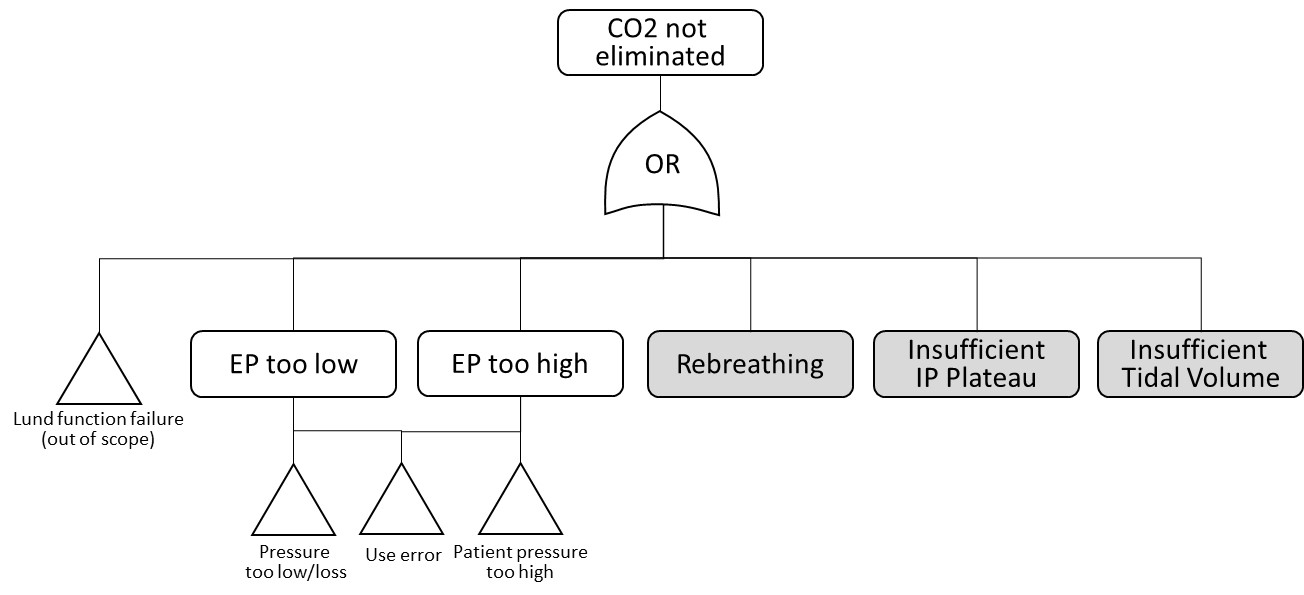 CO2 not
eliminated
OR
EP too low
EP too high
Rebreathing
Insufficient
IP Plateau
Insufficient
Tidal Volume
Lund function failure
(out of scope)
Pressure
too low/loss
Use error
Patient pressure
too high